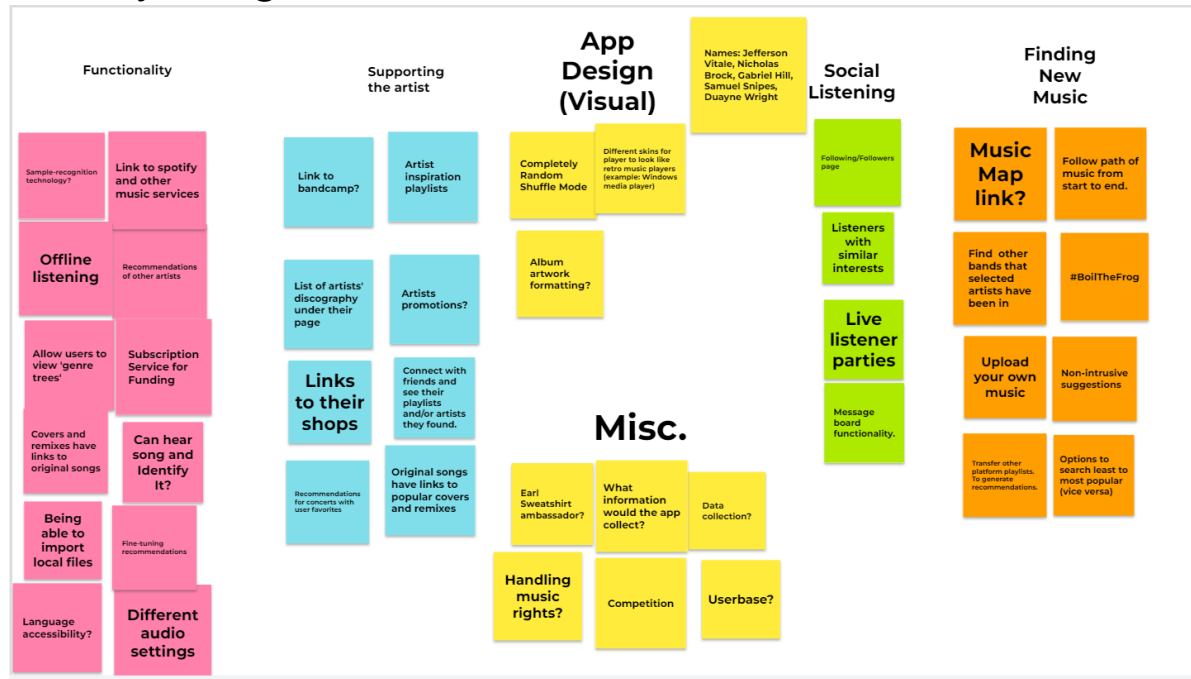 Functionality
Sample-recognition
technology?
Link to spotify
and other
music services
Offline
listening
Recommendations
of other artists
Allow users to
view 'genre
trees'
Subscription
Service for
Funding
Covers and
remixes have
links to
original songs
Can hear
song and
Identify
It?
Being
able to
import
local files
Fine-tuning
recommendations
Language
accessibility?
Different
audio
settings
Supporting
the artist
Link to
bandcamp?
Artist
inspiration
playlists
List of artists'
discography
under their
page
Artists
promotions?
Links
to their
shops
Connect with
friends and
see their
playlists
and/or artists
they found.
Recommendations
for concerts with
user favorites
Original songs
have links to
popular covers
and remixes
App
Design
(Visual)
Names: Jefferson
Vitale, Nicholas
Brock, Gabriel Hill,
Samuel Snipes,
Duayne Wright
Completely
Random
Shuffle Mode
Different skins for
player to look like
retro music players
(example: Windows
media player)
Album
artwork
formatting?
Misc.
Earl
Sweatshirt
ambassador?
What
information
would the app
collect?
Data
collection?
Handling
music
rights?
Competition
Userbase?
Social
Listening
Following/Followers
page
Listeners
with
similar
interests
Live
listener
parties
Message
board
functionality.
Finding
New
Music
Music
Map
link?
Follow path of
music from
start to end.
Find other
bands that
selected
artists have
been in
#BoilTheFrog
Upload
your own
music
Non-intrusive
suggestions
Transfer other
platform playlists.
To generate
recommendations.
Options to
search least to
most popular
(vice versa)